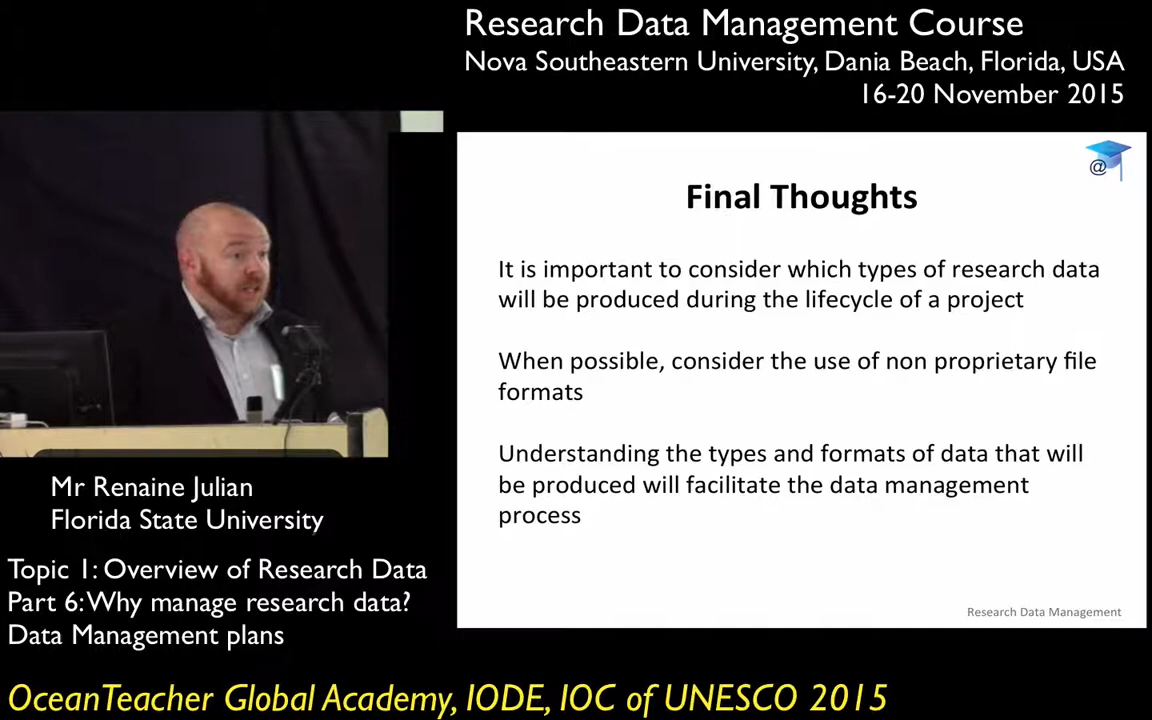 Research Data Management Course
Nova Southeastern University, Dania Beach, Florida, USA
16-20 November 2015
@
Final Thoughts
It is important to consider which types of research data
will be produced during the lifecycle of a project
When possible, consider the use of non proprietary file
formats
Understanding the types and formats of data that will
be produced will facilitate the data management
process
Research Data Management
Mr Renaine Julian
Florida State University
Topic 1: Overview of Research Data
Part 6: Why manage research data?
Data Management plans
OceanTeacher Global Academy, IODE, IOC of UNESCO 2015